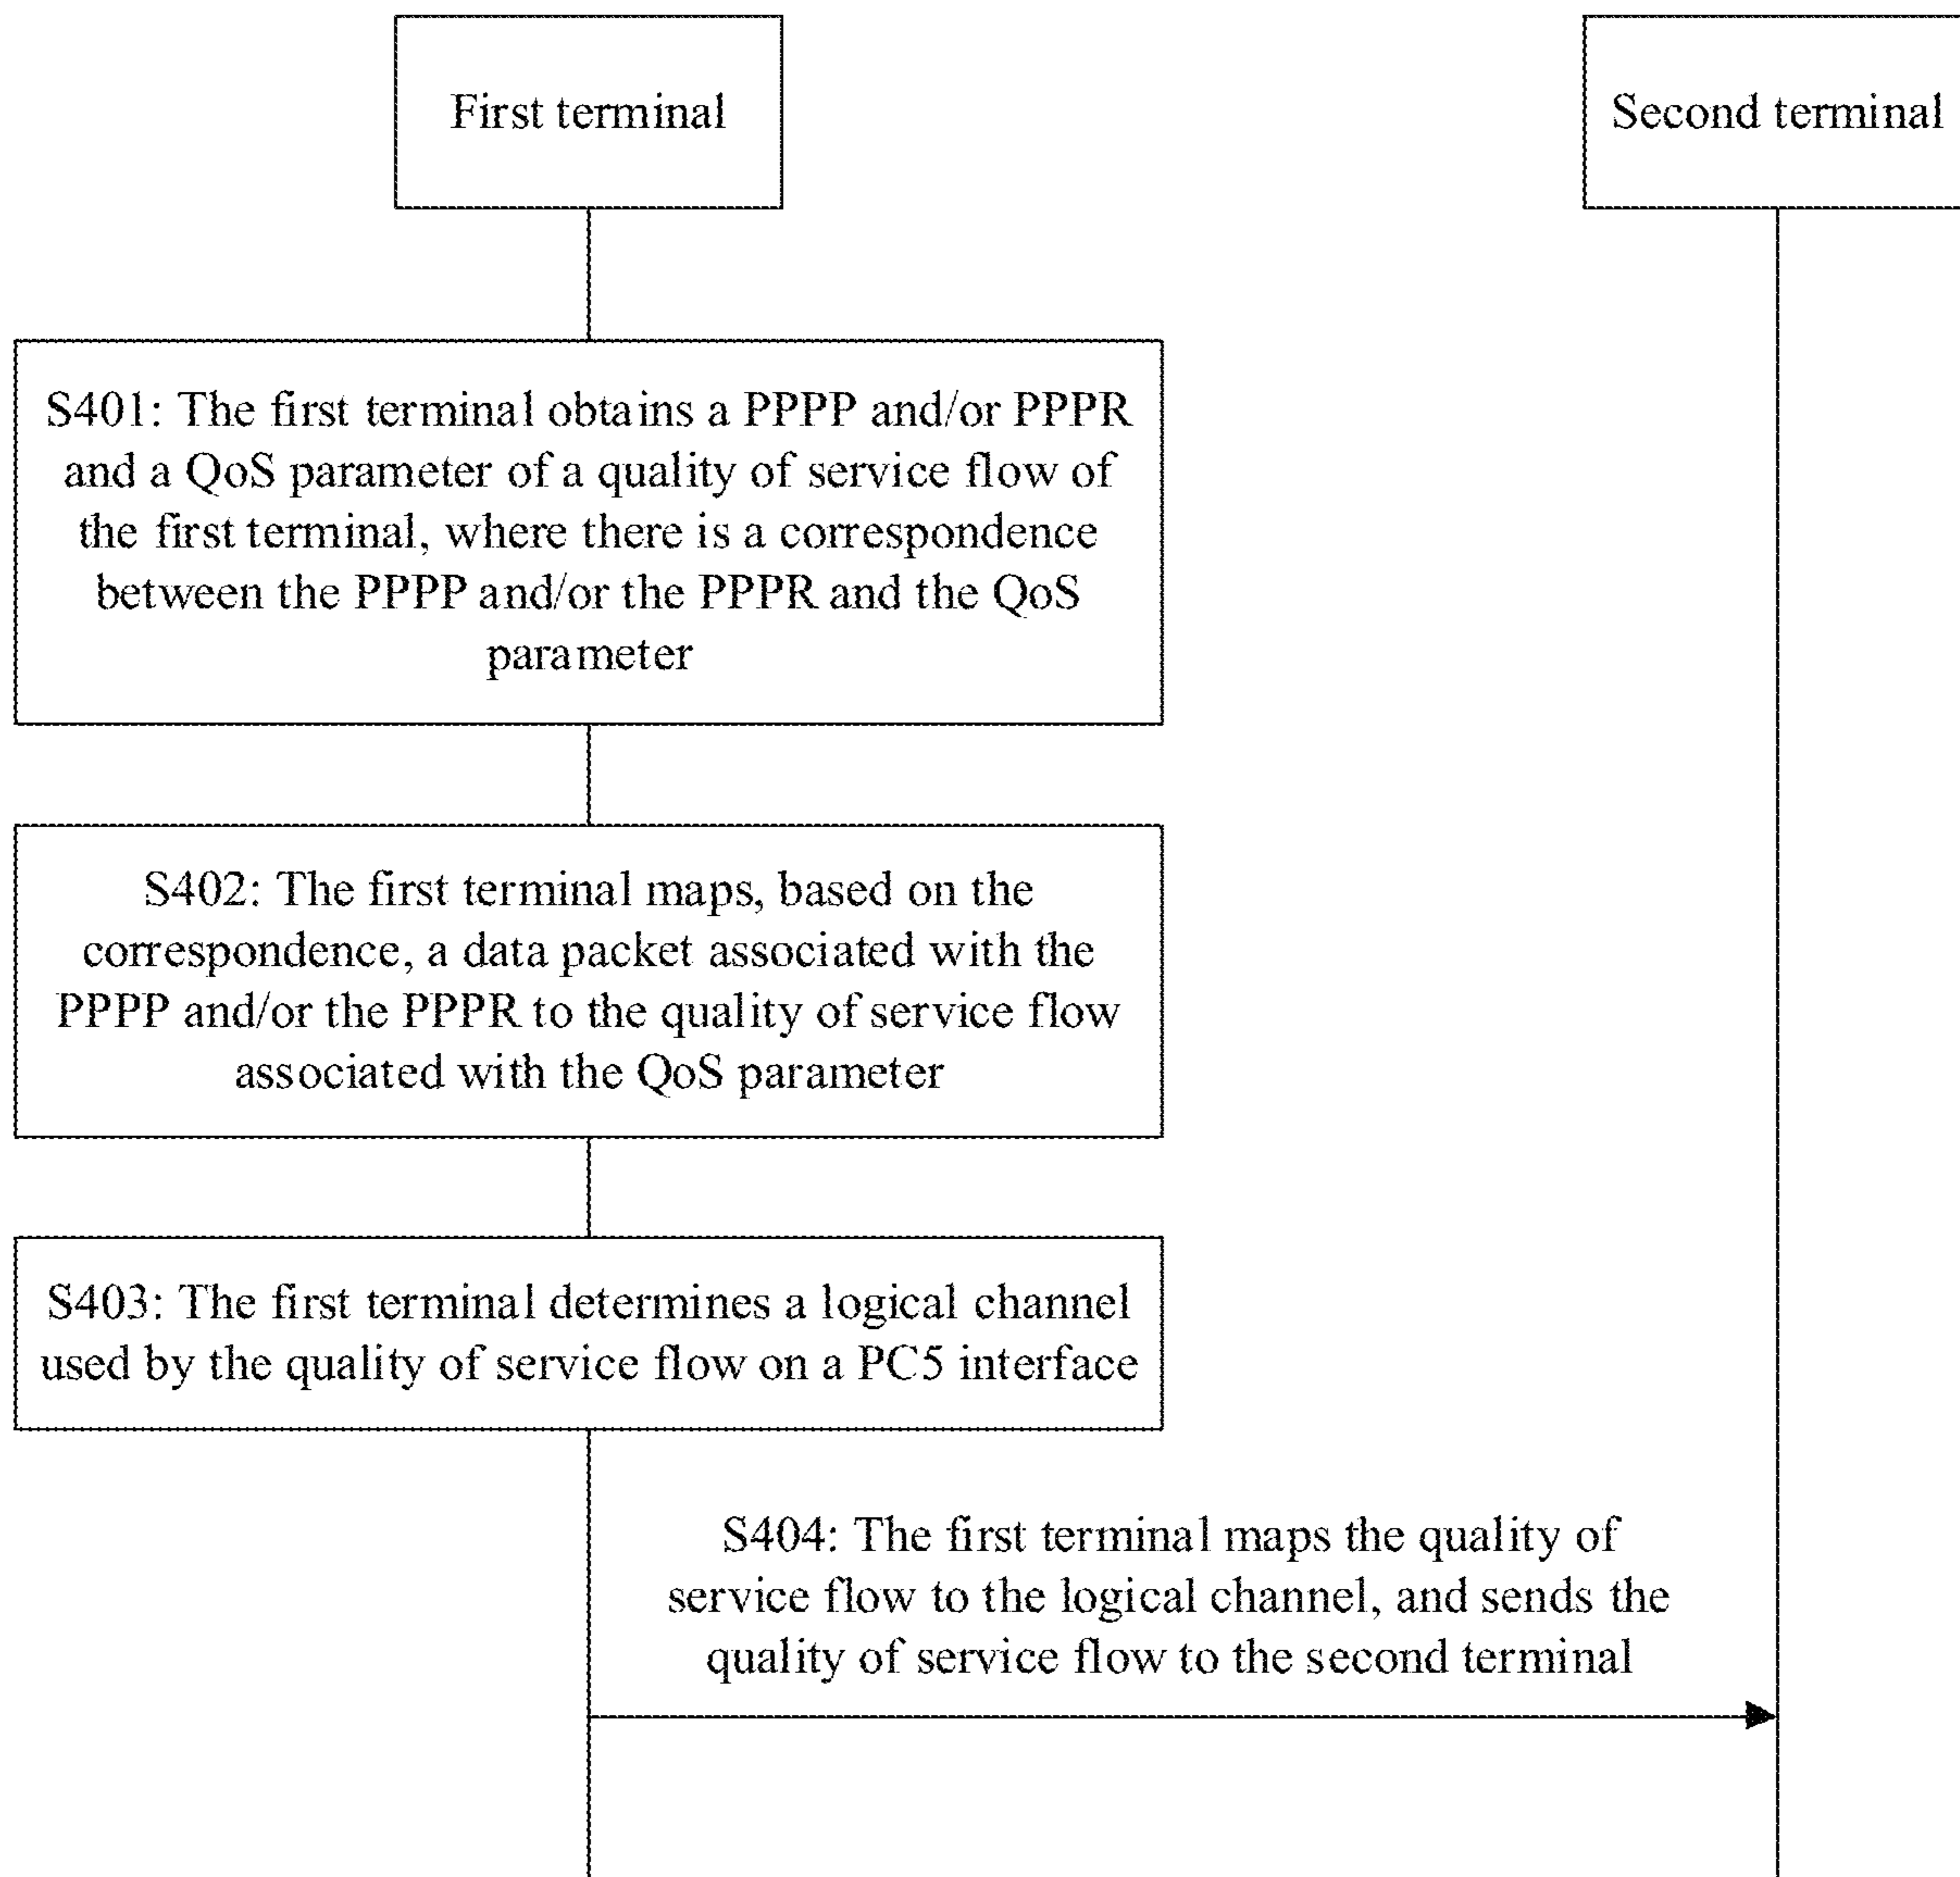 First terminal
Second terminal
S401: The first terminal obtains a PPPP and/or PPPR
and a QoS parameter of a quality of service flow of
the first terminal, where there is a correspondence
between the PPPP and/or the PPPR and the QoS
parameter
S402: The first terminal maps, based on the
correspondence, a data packet associated with the
PPPP and/or the PPPR to the quality of service flow
associated with the QoS parameter
S403: The first terminal determines a logical channel
used by the quality of service flow on a PC5 interface
S404: The first terminal maps the quality of
service flow to the logical channel, and sends the
quality of service flow to the second terminal